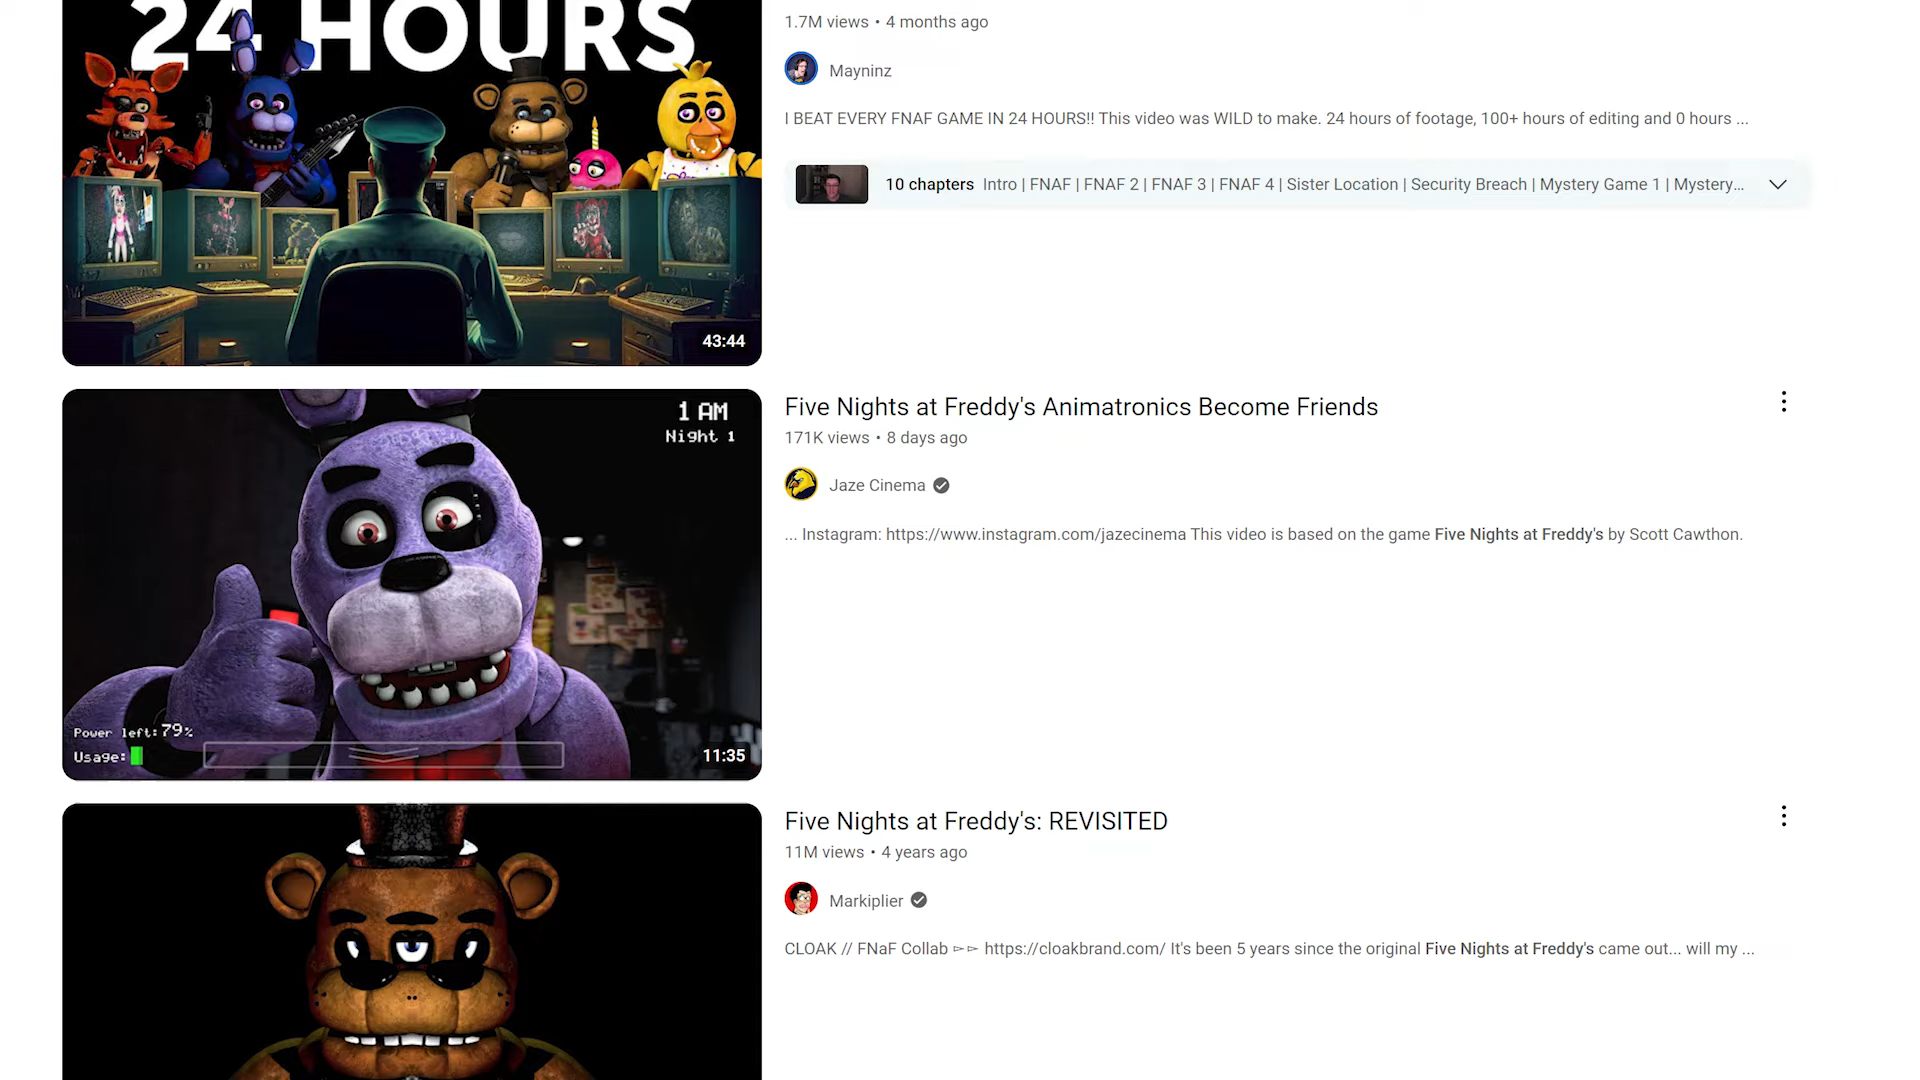 24 HOURS
1.7M views • 4 months ago
Mayninz
I BEAT EVERY FNAF GAME IN 24 HOURS!! This video was WILD to make. 24 hours of footage, 100+ hours of editing and 0 hours ...
10 chapters Intro | FNAF | FNAF 2 | FNAF 3 | FNAF 4 | Sister Location | Security Breach | Mystery Game 1 | Mystery...
43:44
1 AM
Night 1
Power left: 79%
Usage:
11:35
Five Nights at Freddy's Animatronics Become Friends
171K views • 8 days ago
Jaze Cinema
... Instagram: https://www.instagram.com/jazecinema This video is based on the game Five Nights at Freddy's by Scott Cawthon.
Five Nights at Freddy's: REVISITED
11M views • 4 years ago
Markiplier
CLOAK // FNaF Collab ▻▻ https://cloakbrand.com/ It's been 5 years since the original Five Nights at Freddy's came out... will my ...